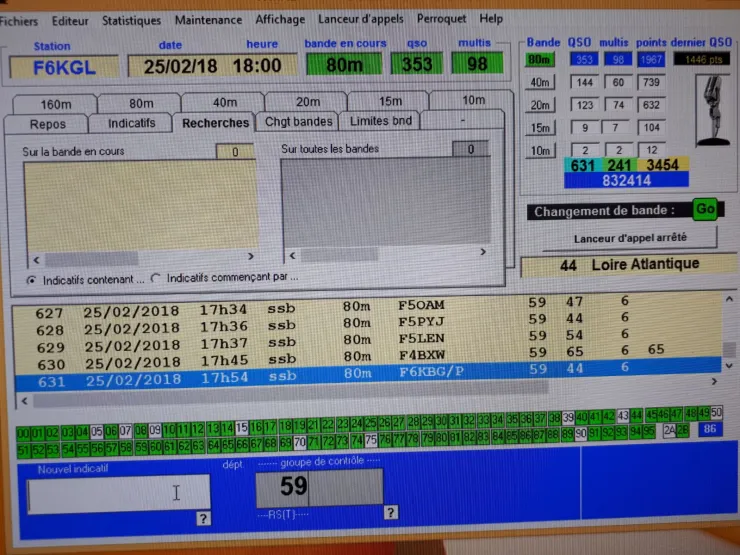 Fichiers Editeur Statistiques Maintenance Affichage Lanceur d'appels Perroquet Help
Station date heure bande en cours qso multis
F6KGL 25/02/18 18:00 80m 353 98
Bande QSO multis points dernier QSO
80m 353 98 1967 1446 pts
40m 144 60 739
20m 123 74 632
15m 9 7 104
10m 2 2 12
631 241 3454
832414
160m 80m 40m 20m 15m 10m
Repos Indicatifs Recherches Chgt bandes Limites bnd -
Sur la bande en cours 0 Sur toutes les bandes 0
Indicatifs contenant ... Indicatifs commençant par ...
Changement de bande : Go
Lanceur d'appel arrêté
44 Loire Atlantique
627 25/02/2018 17h34 ssb 80m F5OAM 59 47 6
628 25/02/2018 17h36 ssb 80m F5PYJ 59 44 6
629 25/02/2018 17h37 ssb 80m F5LEN 59 54 6
630 25/02/2018 17h45 ssb 80m F4BXW 59 65 6 65
631 25/02/2018 17h54 ssb 80m F6KBG/P 59 44 6
00 01 02 03 04 05 06 07 08 09 10 11 12 13 14 15 16 17 18 19 20 21 22 23 24 25 26 27 28 29 30 31 32 33 34 35 36 37 38 39 40 41 42 43 44 45 46 47 48 49 50
51 52 53 54 55 56 57 58 59 60 61 62 63 64 65 66 67 68 69 70 71 72 73 74 75 76 77 78 79 80 81 82 83 84 85 86 87 88 89 90 91 92 93 94 95 2A 2B 86
Nouvel indicatif dépt groupe de contrôle
59
? RS(T) ?